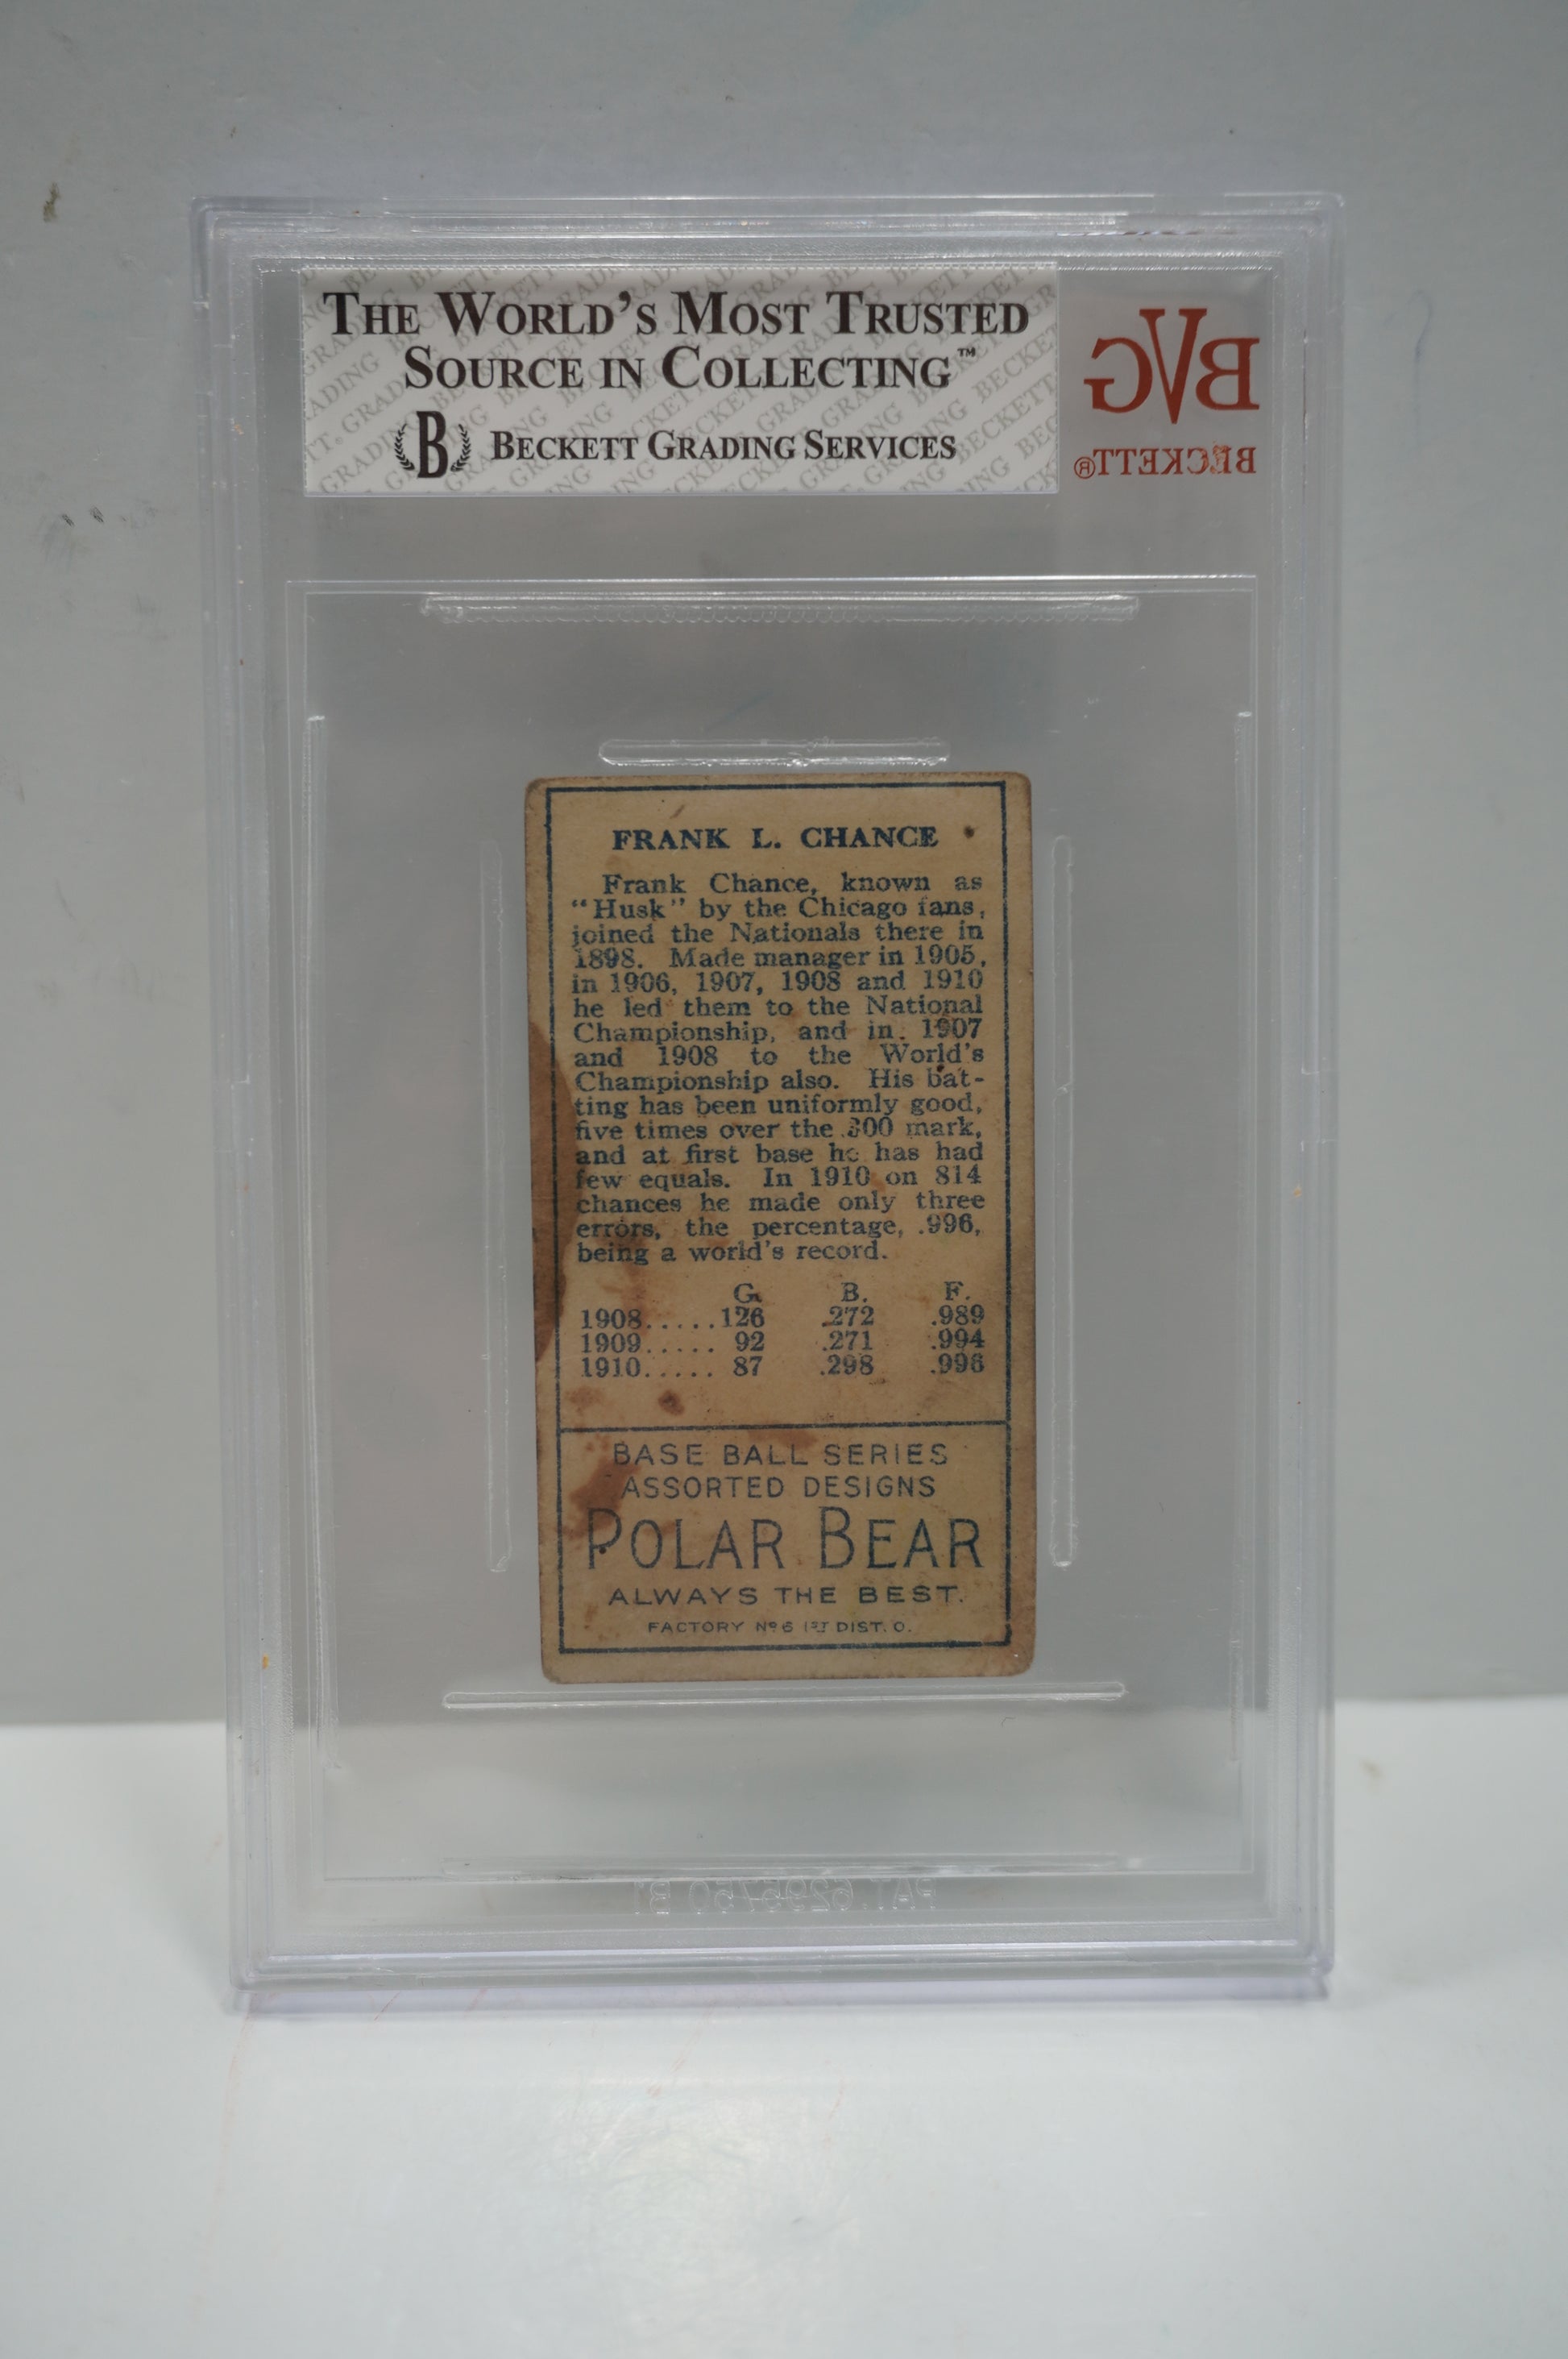 THE WORLD'S MOST TRUSTED
SOURCE IN COLLECTING™
B BECKETT GRADING SERVICES
BVG
BECKETT®
FRANK L. CHANCE
Frank Chance, known as
"Husk" by the Chicago fans,
joined the Nationals there in
1898. Made manager in 1905,
in 1906, 1907, 1908 and 1910
he led them to the National
Championship, and in 1907
and 1908 to the World's
Championship also. His bat-
ting has been uniformly good,
five times over the .300 mark,
and at first base he has had
few equals. In 1910 on 814
chances he made only three
errors, the percentage, .996,
being a world's record.
G. B. F.
1908.....126 .272 .989
1909..... 92 .271 .994
1910..... 87 .298 .996
BASE BALL SERIES
ASSORTED DESIGNS
POLAR BEAR
ALWAYS THE BEST.
FACTORY No 6 1ST DIST. O.
PAT. 6295750 B1